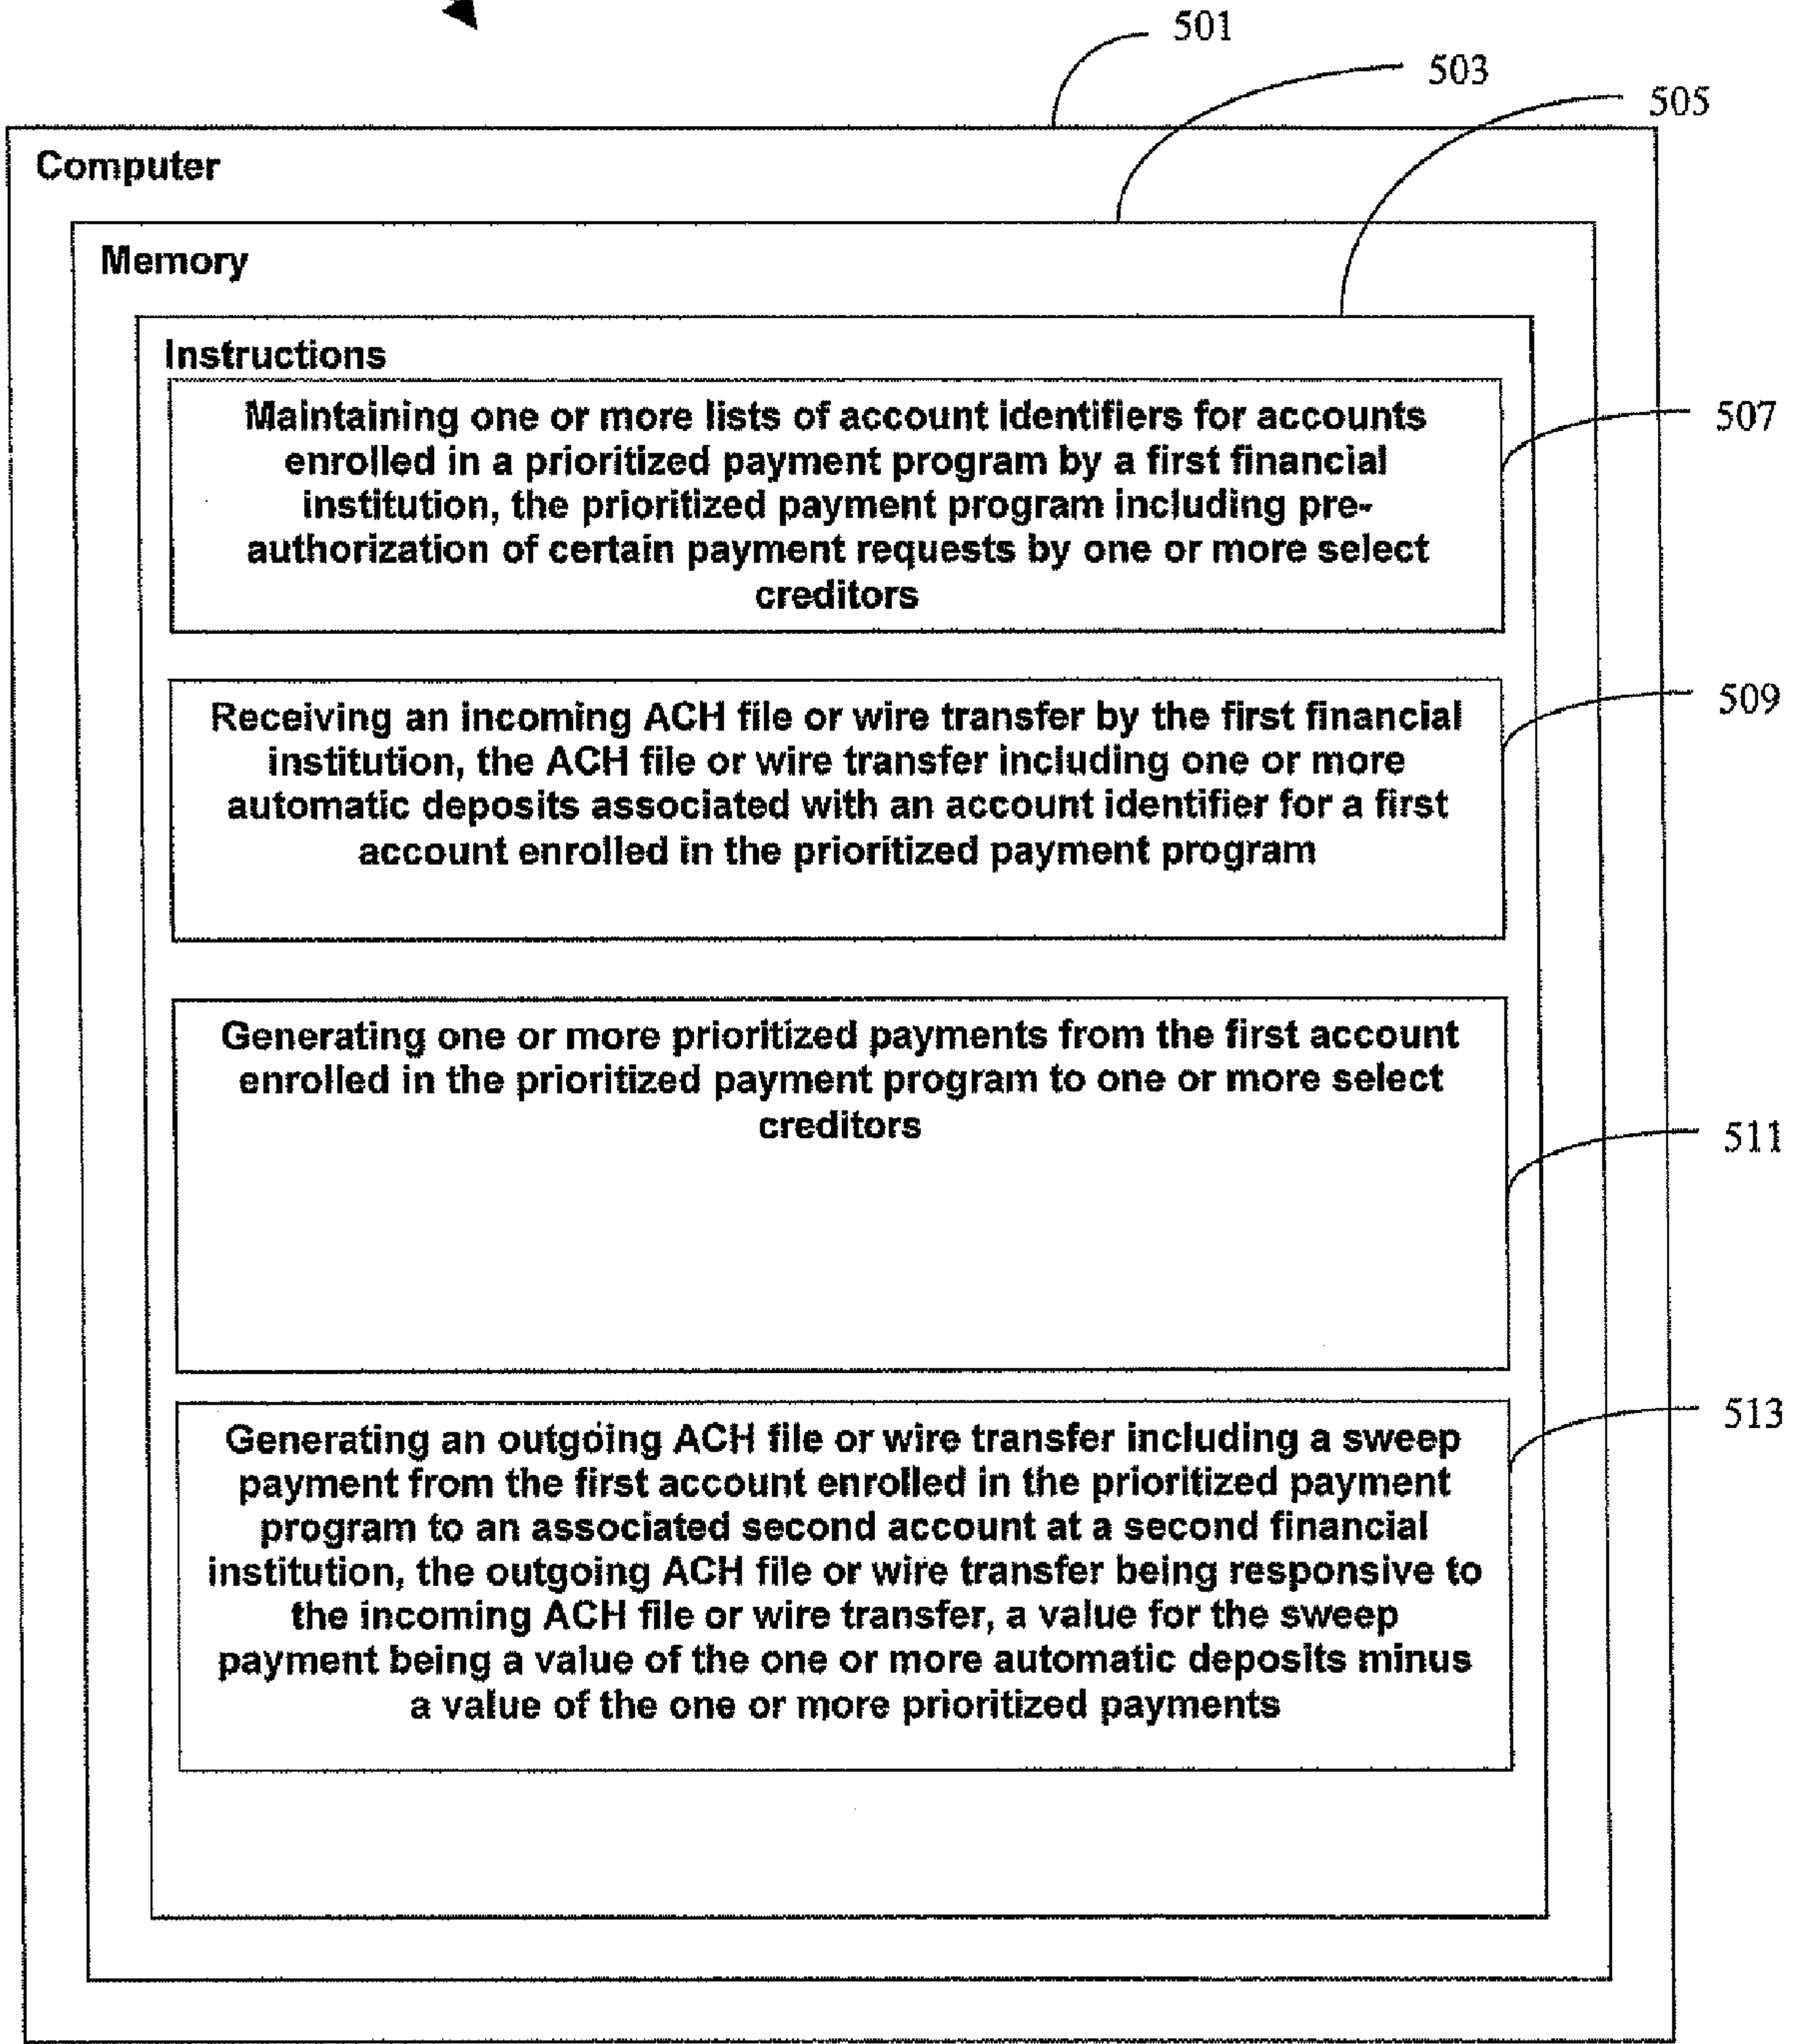 501
503
505
Computer
Memory
Instructions
Maintaining one or more lists of account identifiers for accounts
enrolled in a prioritized payment program by a first financial
institution, the prioritized payment program including pre-
authorization of certain payment requests by one or more select
creditors
507
Receiving an incoming ACH file or wire transfer by the first financial
institution, the ACH file or wire transfer including one or more
automatic deposits associated with an account identifier for a first
account enrolled in the prioritized payment program
509
Generating one or more prioritized payments from the first account
enrolled in the prioritized payment program to one or more select
creditors
511
Generating an outgoing ACH file or wire transfer including a sweep
payment from the first account enrolled in the prioritized payment
program to an associated second account at a second financial
institution, the outgoing ACH file or wire transfer being responsive to
the incoming ACH file or wire transfer, a value for the sweep
payment being a value of the one or more automatic deposits minus
a value of the one or more prioritized payments
513